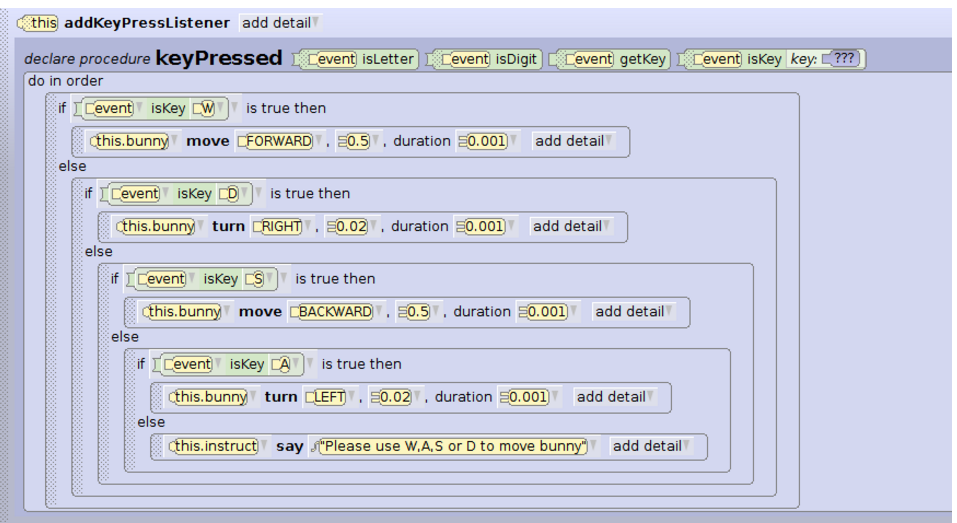 this addKeyPressListener add detail
declare procedure keyPressed event isLetter event isDigit event getKey event isKey key: ???
do in order
if event isKey W is true then
this.bunny move FORWARD , 0.5 , duration 0.001 add detail
else
if event isKey D is true then
this.bunny turn RIGHT , 0.02 , duration 0.001 add detail
else
if event isKey S is true then
this.bunny move BACKWARD , 0.5 , duration 0.001 add detail
else
if event isKey A is true then
this.bunny turn LEFT , 0.02 , duration 0.001 add detail
else
this.instruct say "Please use W,A,S or D to move bunny" add detail